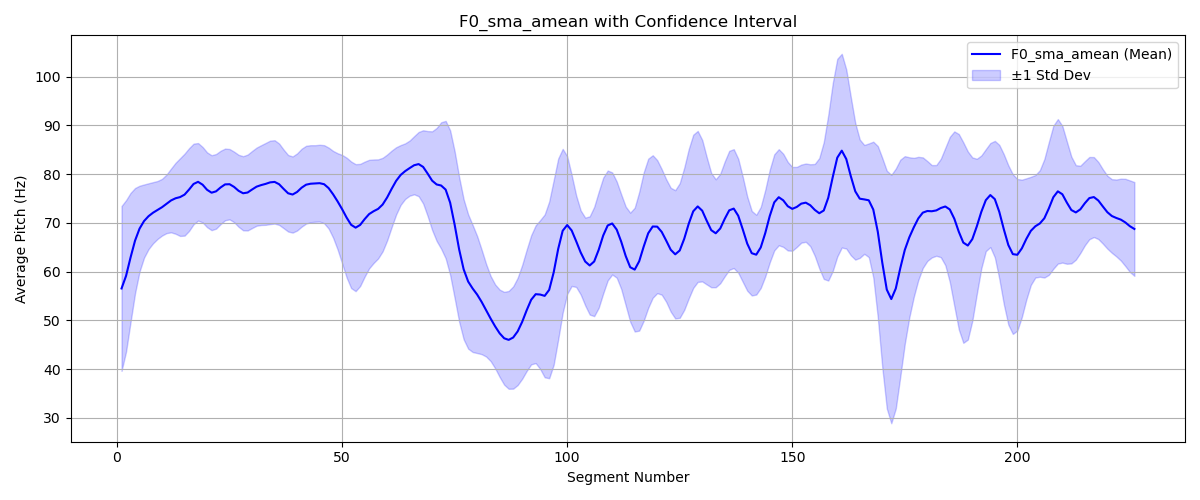 F0_sma_amean with Confidence Interval
F0_sma_amean (Mean)
±1 Std Dev
Average Pitch (Hz)
100
90
80
70
60
50
40
30
0 50 100 150 200
Segment Number